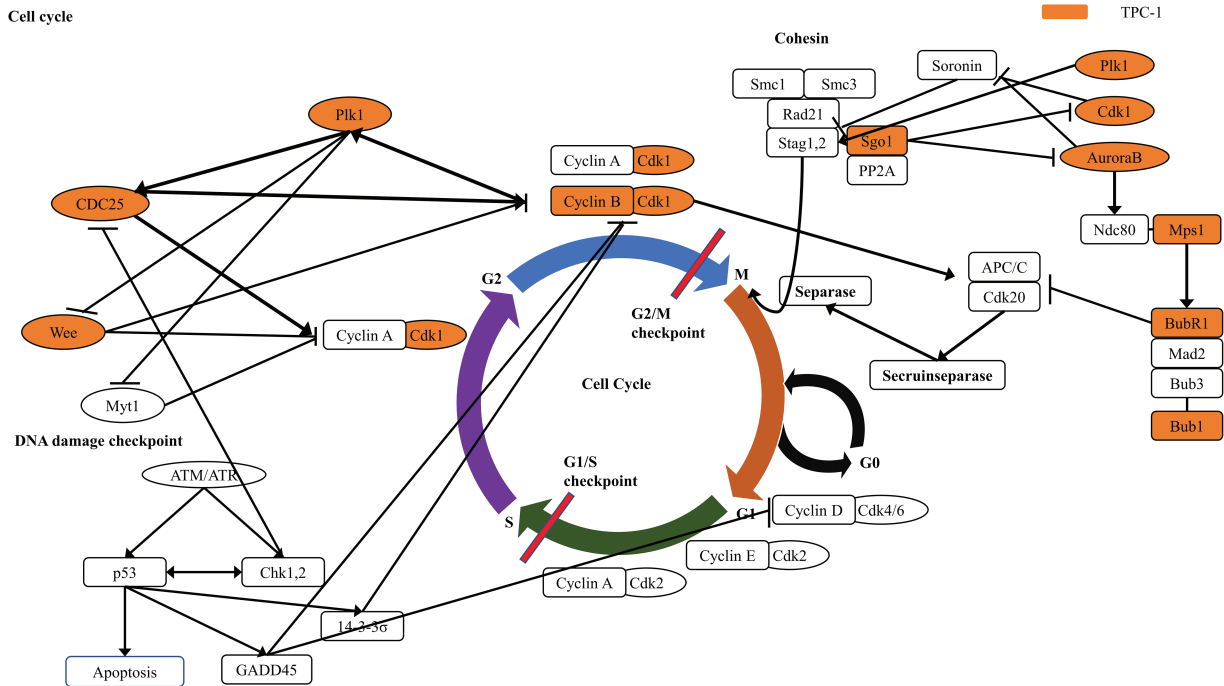 Cell cycle
TPC-1
Cohesin
Soronin
Plk1
Smc1
Smc3
Cdk1
Rad21
Stag1,2
Sgo1
PP2A
AuroraB
Plk1
Cyclin A
Cdk1
CDC25
Cyclin B
Cdk1
Ndc80
Mps1
G2
M
APC/C
Cdk20
Separase
G2/M
checkpoint
Wee
Cyclin A
Cdk1
BubR1
Mad2
Bub3
Bub1
Secruinseparase
Cell Cycle
Myt1
DNA damage checkpoint
G0
G1/S
checkpoint
ATM/ATR
S
G1
Cyclin D
Cdk4/6
Cyclin E
Cdk2
p53
Chk1,2
Cyclin A
Cdk2
14-3-3σ
Apoptosis
GADD45